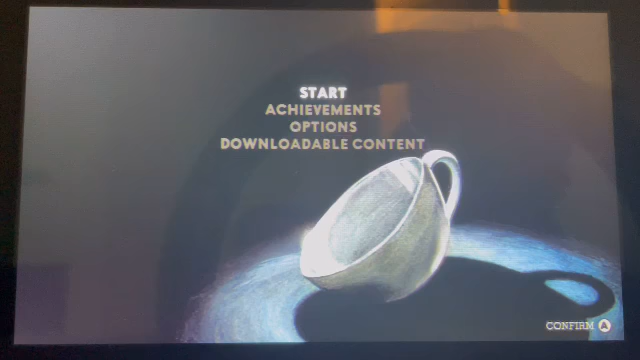 START
ACHIEVEMENTS
OPTIONS
DOWNLOADABLE CONTENT
CONFIRM A